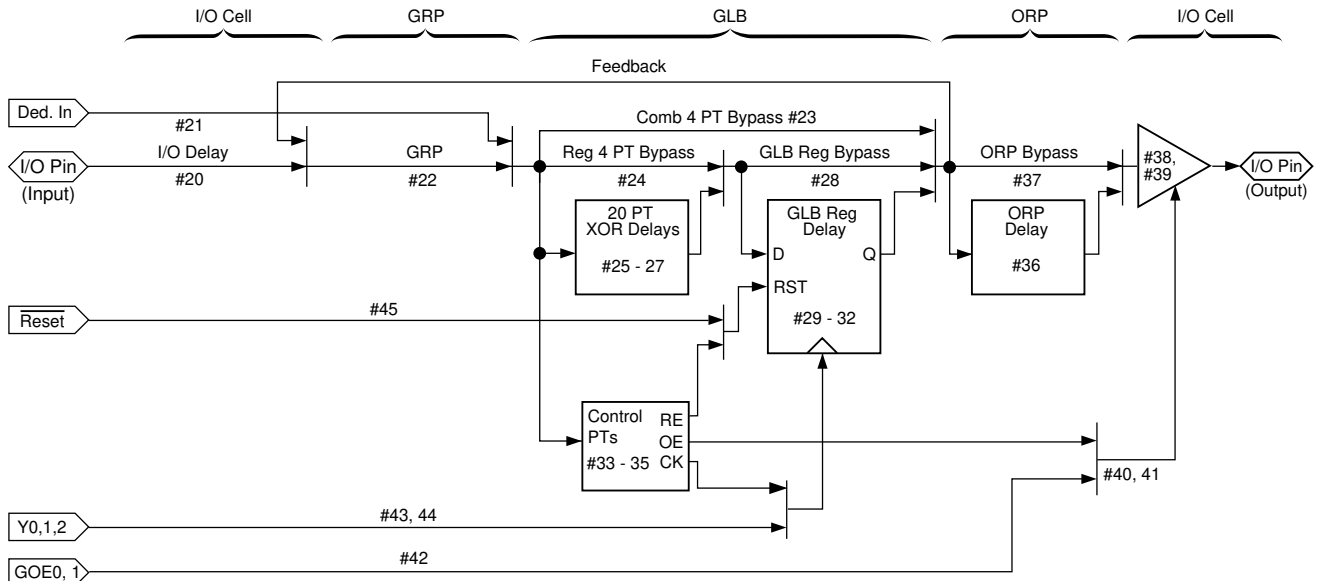 I/O Cell
GRP
GLB
ORP
I/O Cell
Feedback
Ded. In
#21
Comb 4 PT Bypass #23
I/O Pin
(Input)
I/O Delay
#20
GRP
#22
Reg 4 PT Bypass
#24
GLB Reg Bypass
#28
ORP Bypass
#37
#38,
#39
I/O Pin
(Output)
20 PT
XOR Delays
#25 - 27
GLB Reg
Delay
D
Q
RST
#29 - 32
ORP
Delay
#36
Reset
#45
Control
PTs
#33 - 35
RE
OE
CK
#40, 41
Y0,1,2
#43, 44
GOE0, 1
#42